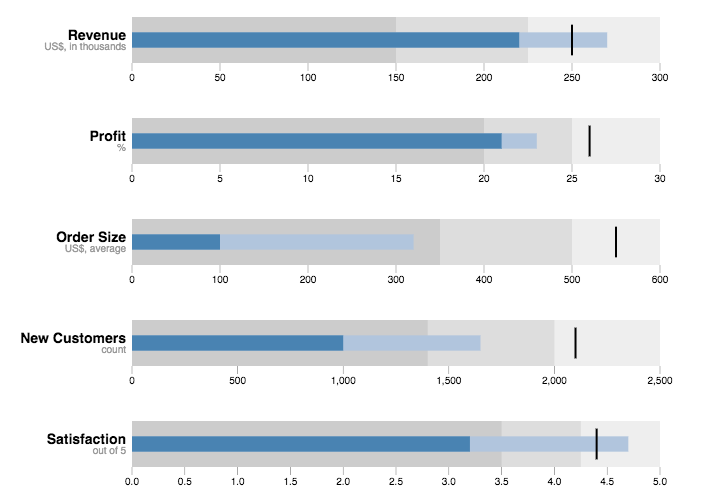 Revenue
US$, in thousands
0 50 100 150 200 250 300
Profit
%
0 5 10 15 20 25 30
Order Size
US$, average
0 100 200 300 400 500 600
New Customers
count
0 500 1,000 1,500 2,000 2,500
Satisfaction
out of 5
0.0 0.5 1.0 1.5 2.0 2.5 3.0 3.5 4.0 4.5 5.0